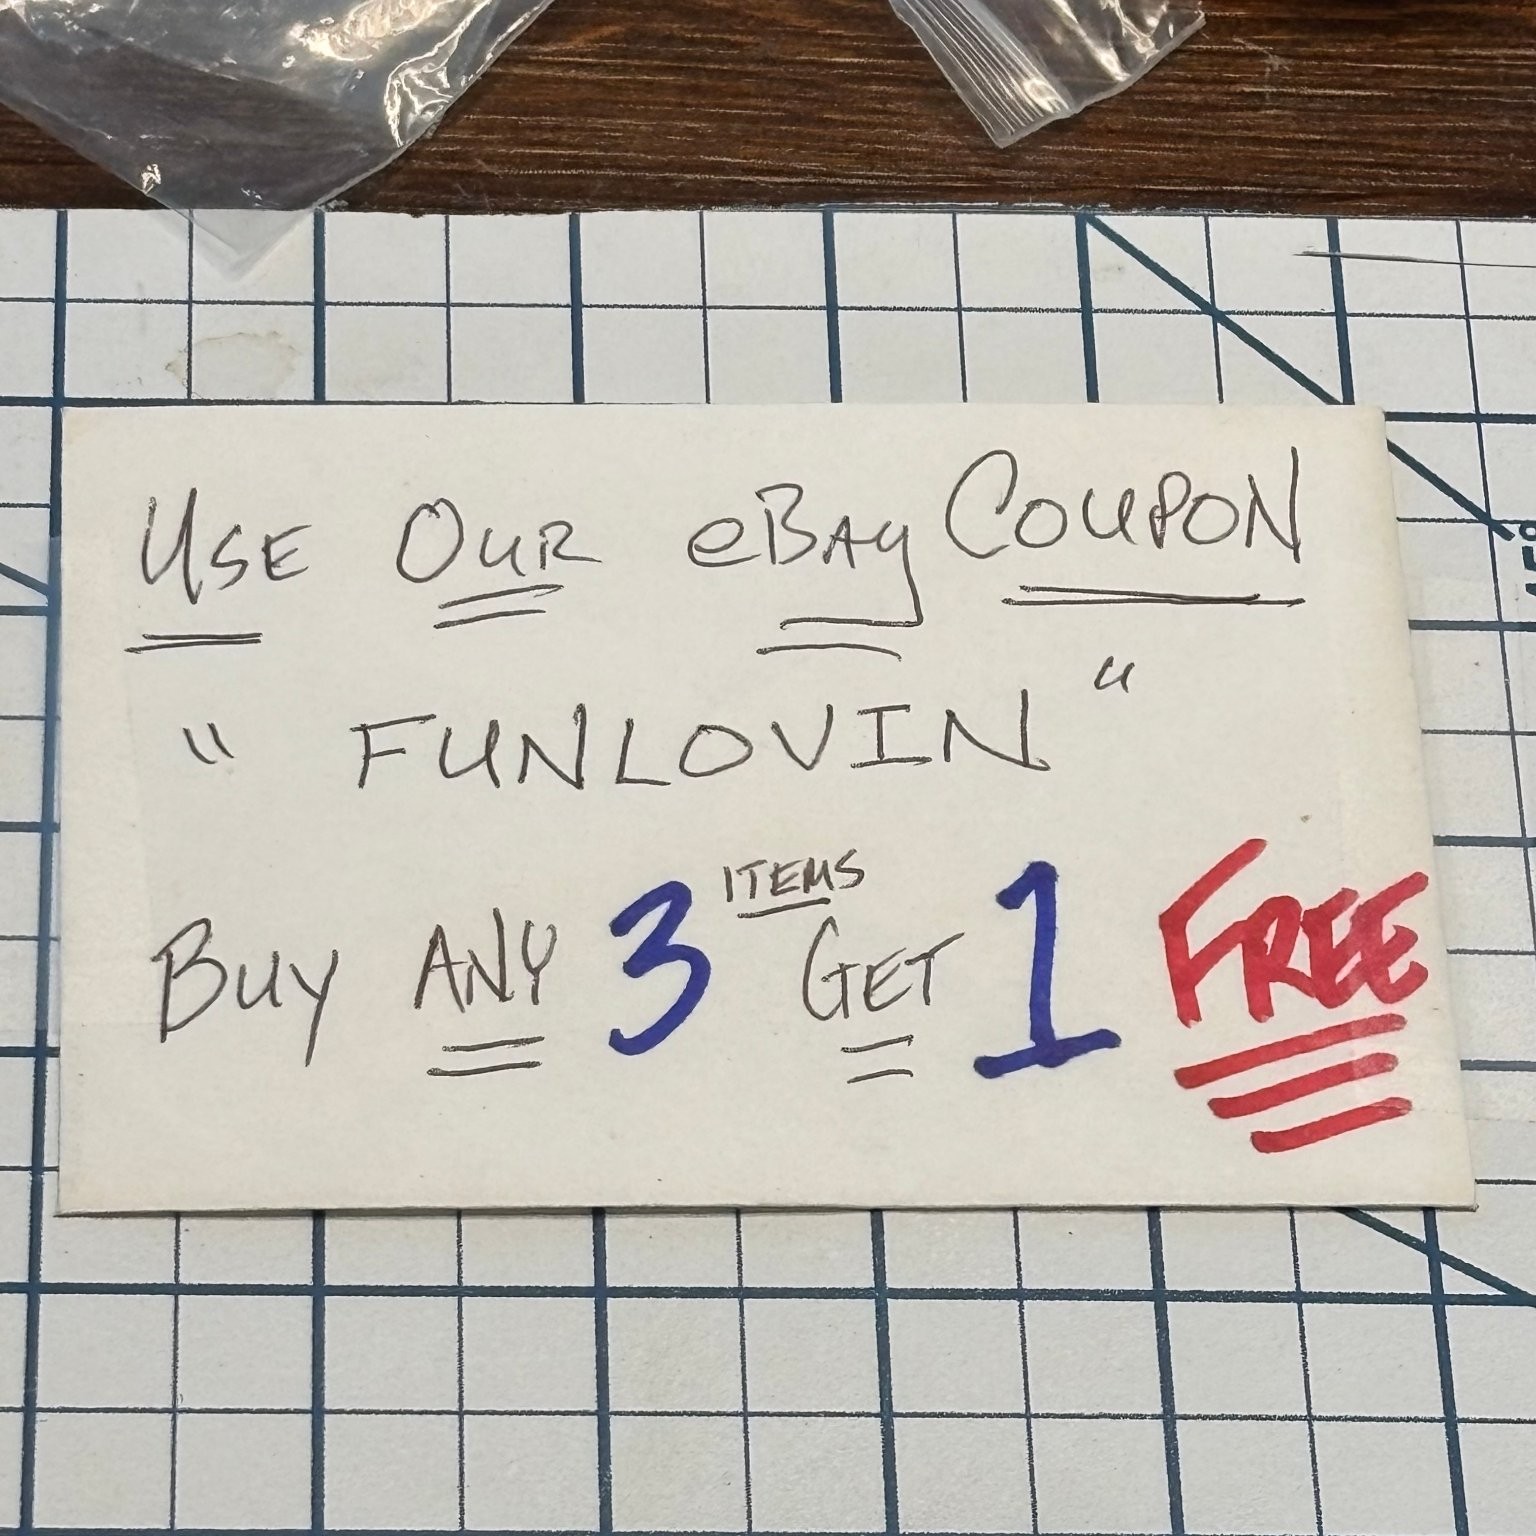 USE OUR eBAY COUPON
" FUNLOVIN "
BUY ANY 3 ITEMS GET 1 FREE